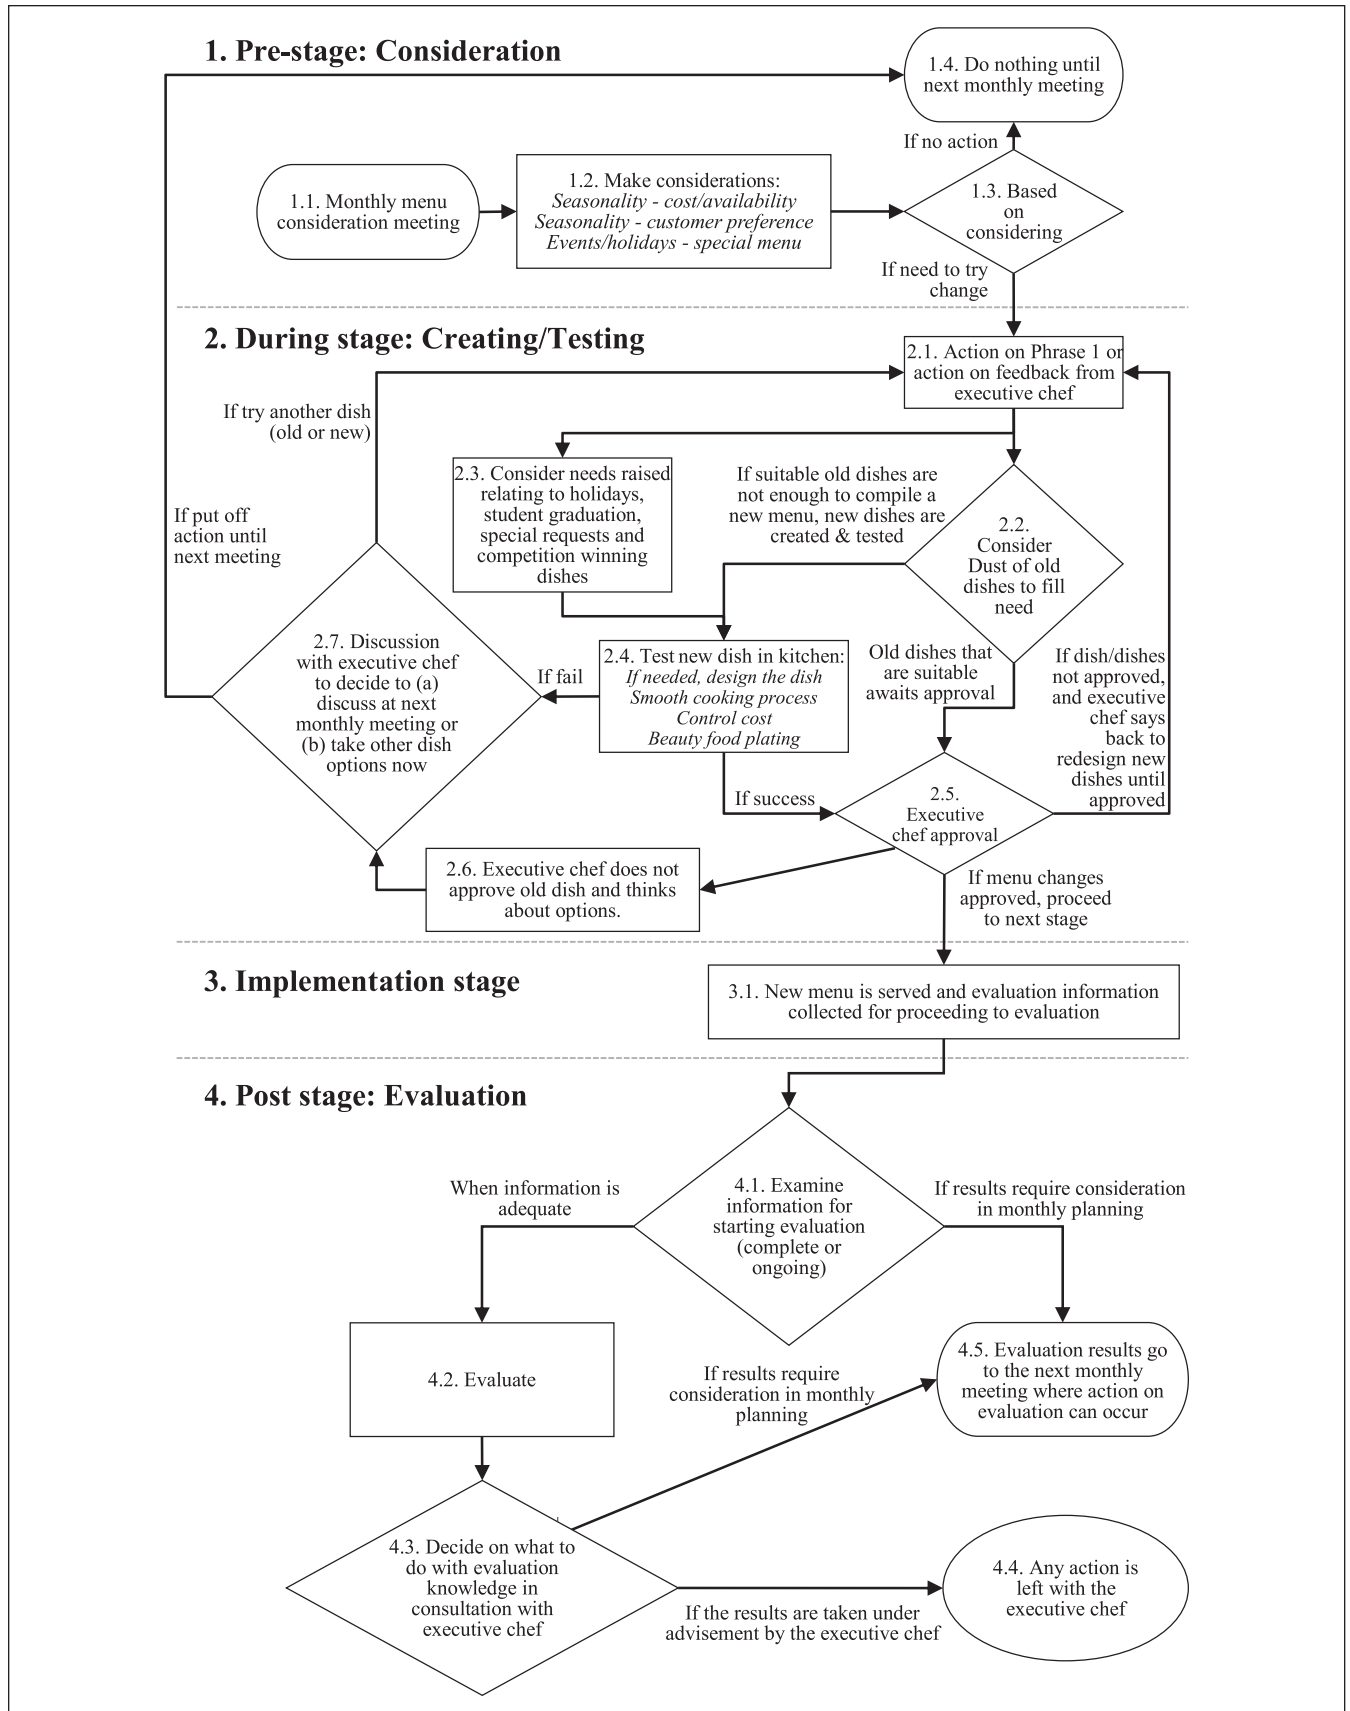 1. Pre-stage: Consideration
1.4. Do nothing until
next monthly meeting
If no action
1.1. Monthly menu
consideration meeting
1.2. Make considerations:
Seasonality - cost/availability
Seasonality - customer preference
Events/holidays - special menu
1.3. Based
on
considering
If need to try
change
2. During stage: Creating/Testing
2.1. Action on Phrase 1 or
action on feedback from
executive chef
If try another dish
(old or new)
If put off
action until
next meeting
2.3. Consider needs raised
relating to holidays,
student graduation,
special requests and
competition winning
dishes
If suitable old dishes are
not enough to compile a
new menu, new dishes are
created & tested
2.2.
Consider
Dust of old
dishes to fill
need
2.7. Discussion
with executive chef
to decide to (a)
discuss at next
monthly meeting or
(b) take other dish
options now
If fail
2.4. Test new dish in kitchen:
If needed, design the dish
Smooth cooking process
Control cost
Beauty food plating
Old dishes that
are suitable
awaits approval
If dish/dishes
not approved,
and executive
chef says
back to
redesign new
dishes until
approved
If success
2.5.
Executive
chef approval
2.6. Executive chef does not
approve old dish and thinks
about options.
If menu changes
approved, proceed
to next stage
3. Implementation stage
3.1. New menu is served and evaluation information
collected for proceeding to evaluation
4. Post stage: Evaluation
When information is
adequate
4.1. Examine
information for
starting evaluation
(complete or
ongoing)
If results require consideration
in monthly planning
4.2. Evaluate
If results require
consideration in monthly
planning
4.5. Evaluation results go
to the next monthly
meeting where action on
evaluation can occur
4.3. Decide on what to
do with evaluation
knowledge in
consultation with
executive chef
If the results are taken under
advisement by the executive chef
4.4. Any action is
left with the
executive chef